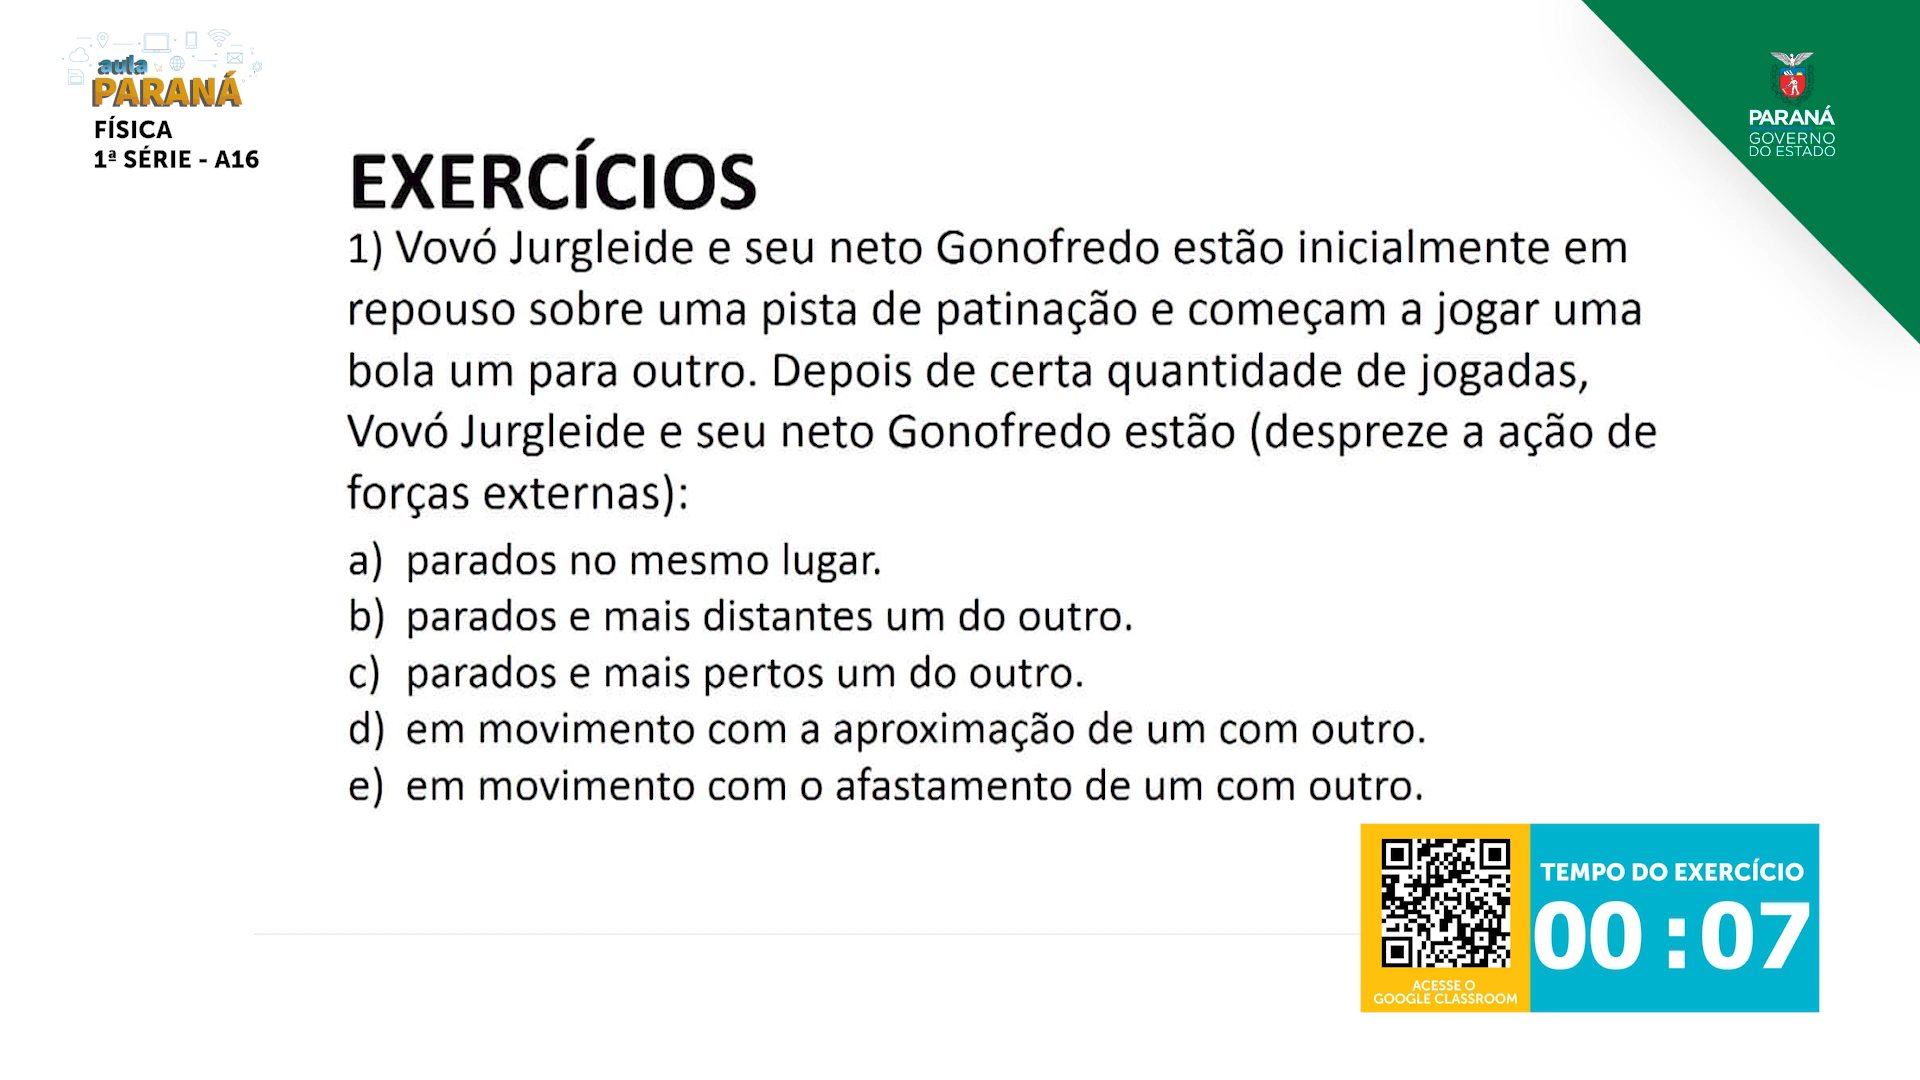 aula
PARANÁ
FÍSICA
1ª SÉRIE - A16
PARANÁ
GOVERNO
DO ESTADO
EXERCÍCIOS
1) Vovó Jurgleide e seu neto Gonofredo estão inicialmente em
repouso sobre uma pista de patinação e começam a jogar uma
bola um para outro. Depois de certa quantidade de jogadas,
Vovó Jurgleide e seu neto Gonofredo estão (despreze a ação de
forças externas):
a) parados no mesmo lugar.
b) parados e mais distantes um do outro.
c) parados e mais pertos um do outro.
d) em movimento com a aproximação de um com outro.
e) em movimento com o afastamento de um com outro.
TEMPO DO EXERCÍCIO
00 : 07
ACESSE O
GOOGLE CLASSROOM